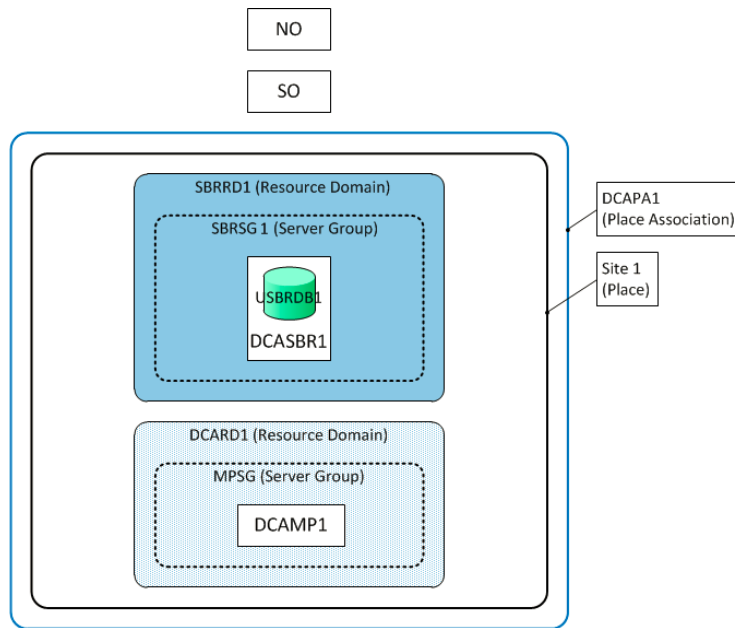 NO
SO
SBRRD1 (Resource Domain)
SBRSG 1 (Server Group)
USBRDB1
DCASBR1
DCARD1 (Resource Domain)
MPSG (Server Group)
DCAMP1
DCAPA1
(Place Association)
Site 1
(Place)